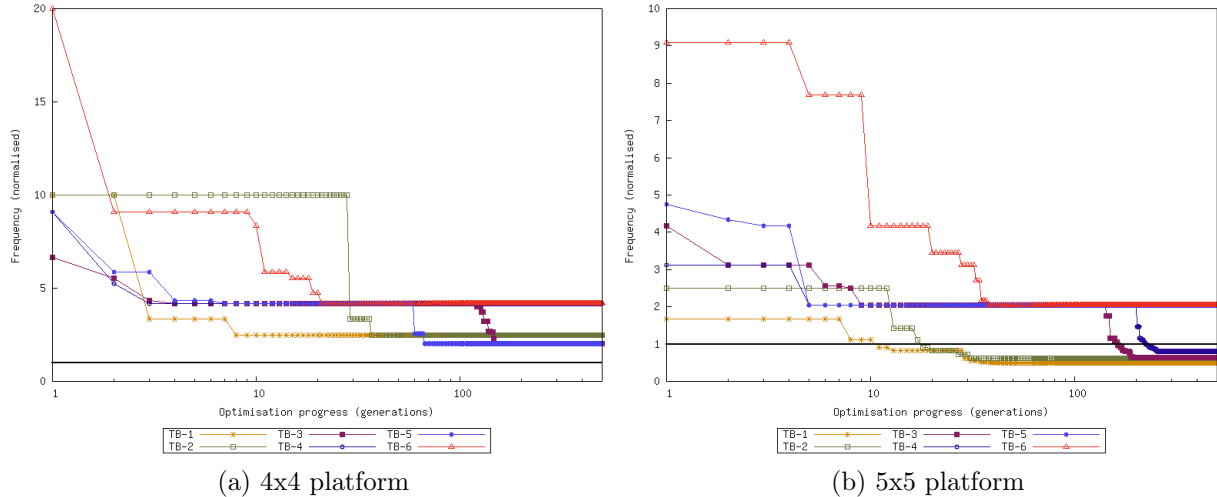 20
15
10
5
0
1
10
100
Frequency (normalised)
Optimisation progress (generations)
TB-1 TB-3 TB-5
TB-2 TB-4 TB-6
(a) 4x4 platform
10
9
8
7
6
5
4
3
2
1
0
1
10
100
Frequency (normalised)
Optimisation progress (generations)
TB-1 TB-3 TB-5
TB-2 TB-4 TB-6
(b) 5x5 platform